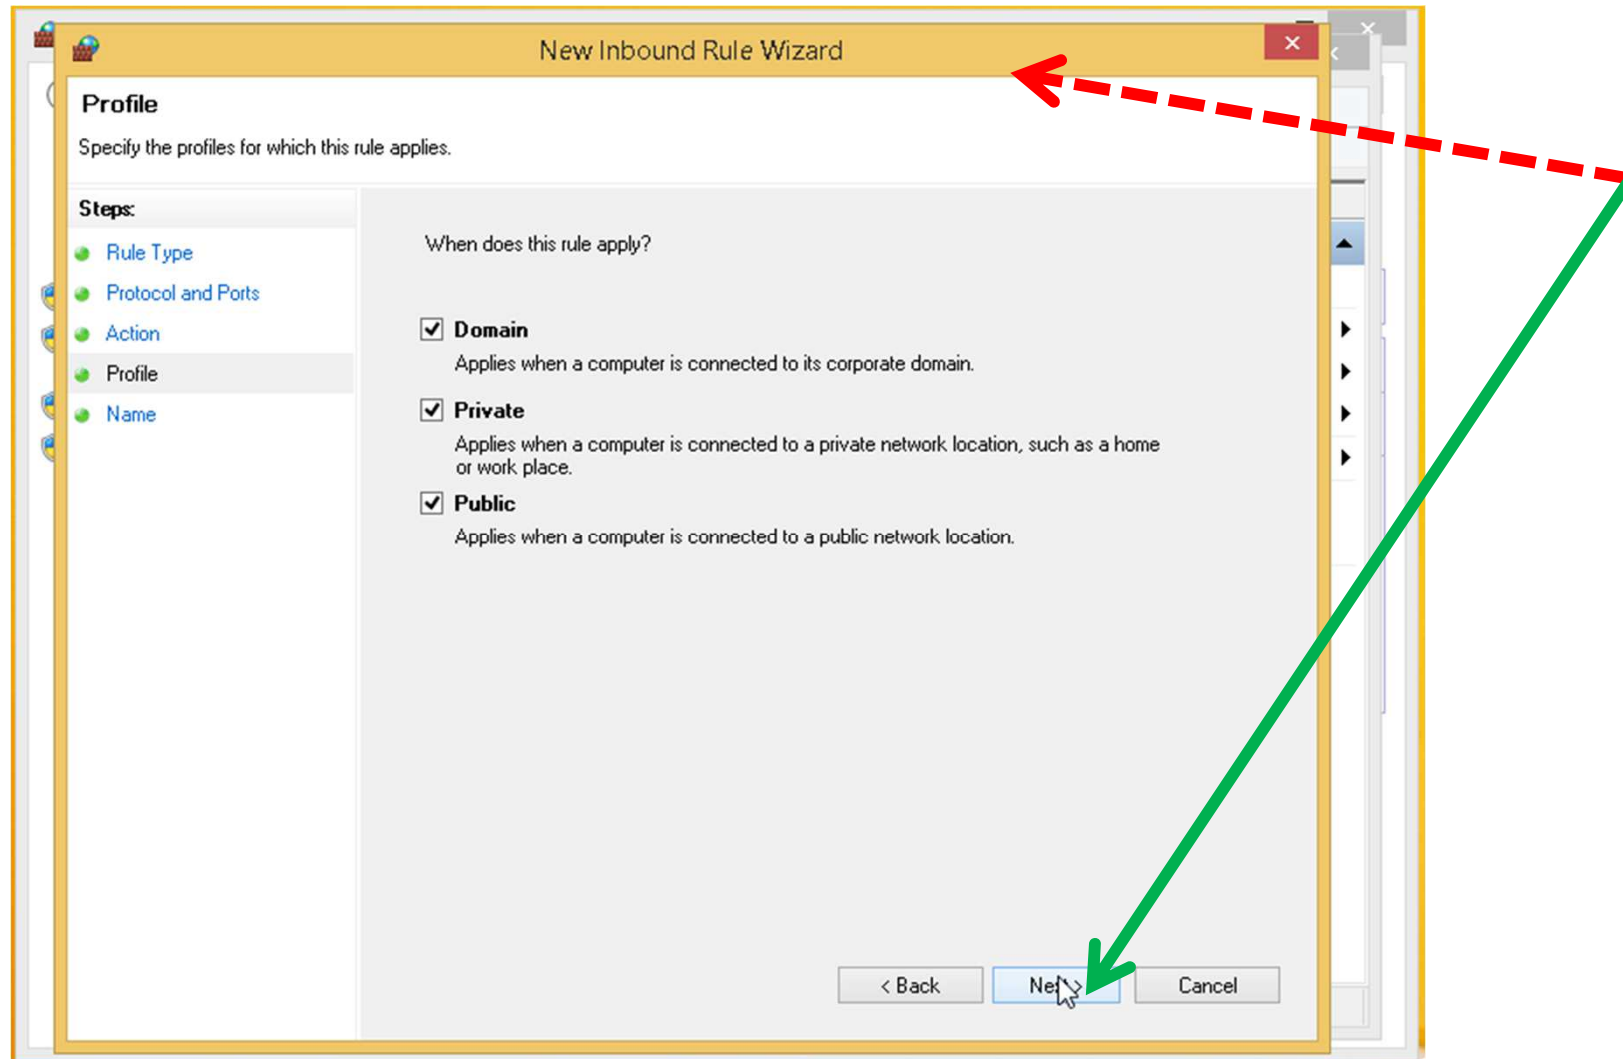 New Inbound Rule Wizard
Profile
Specify the profiles for which this rule applies.
Steps:
Rule Type
Protocol and Ports
Action
Profile
Name
When does this rule apply?
Domain
Applies when a computer is connected to its corporate domain.
Private
Applies when a computer is connected to a private network location, such as a home
or work place.
Public
Applies when a computer is connected to a public network location.
< Back
Next >
Cancel